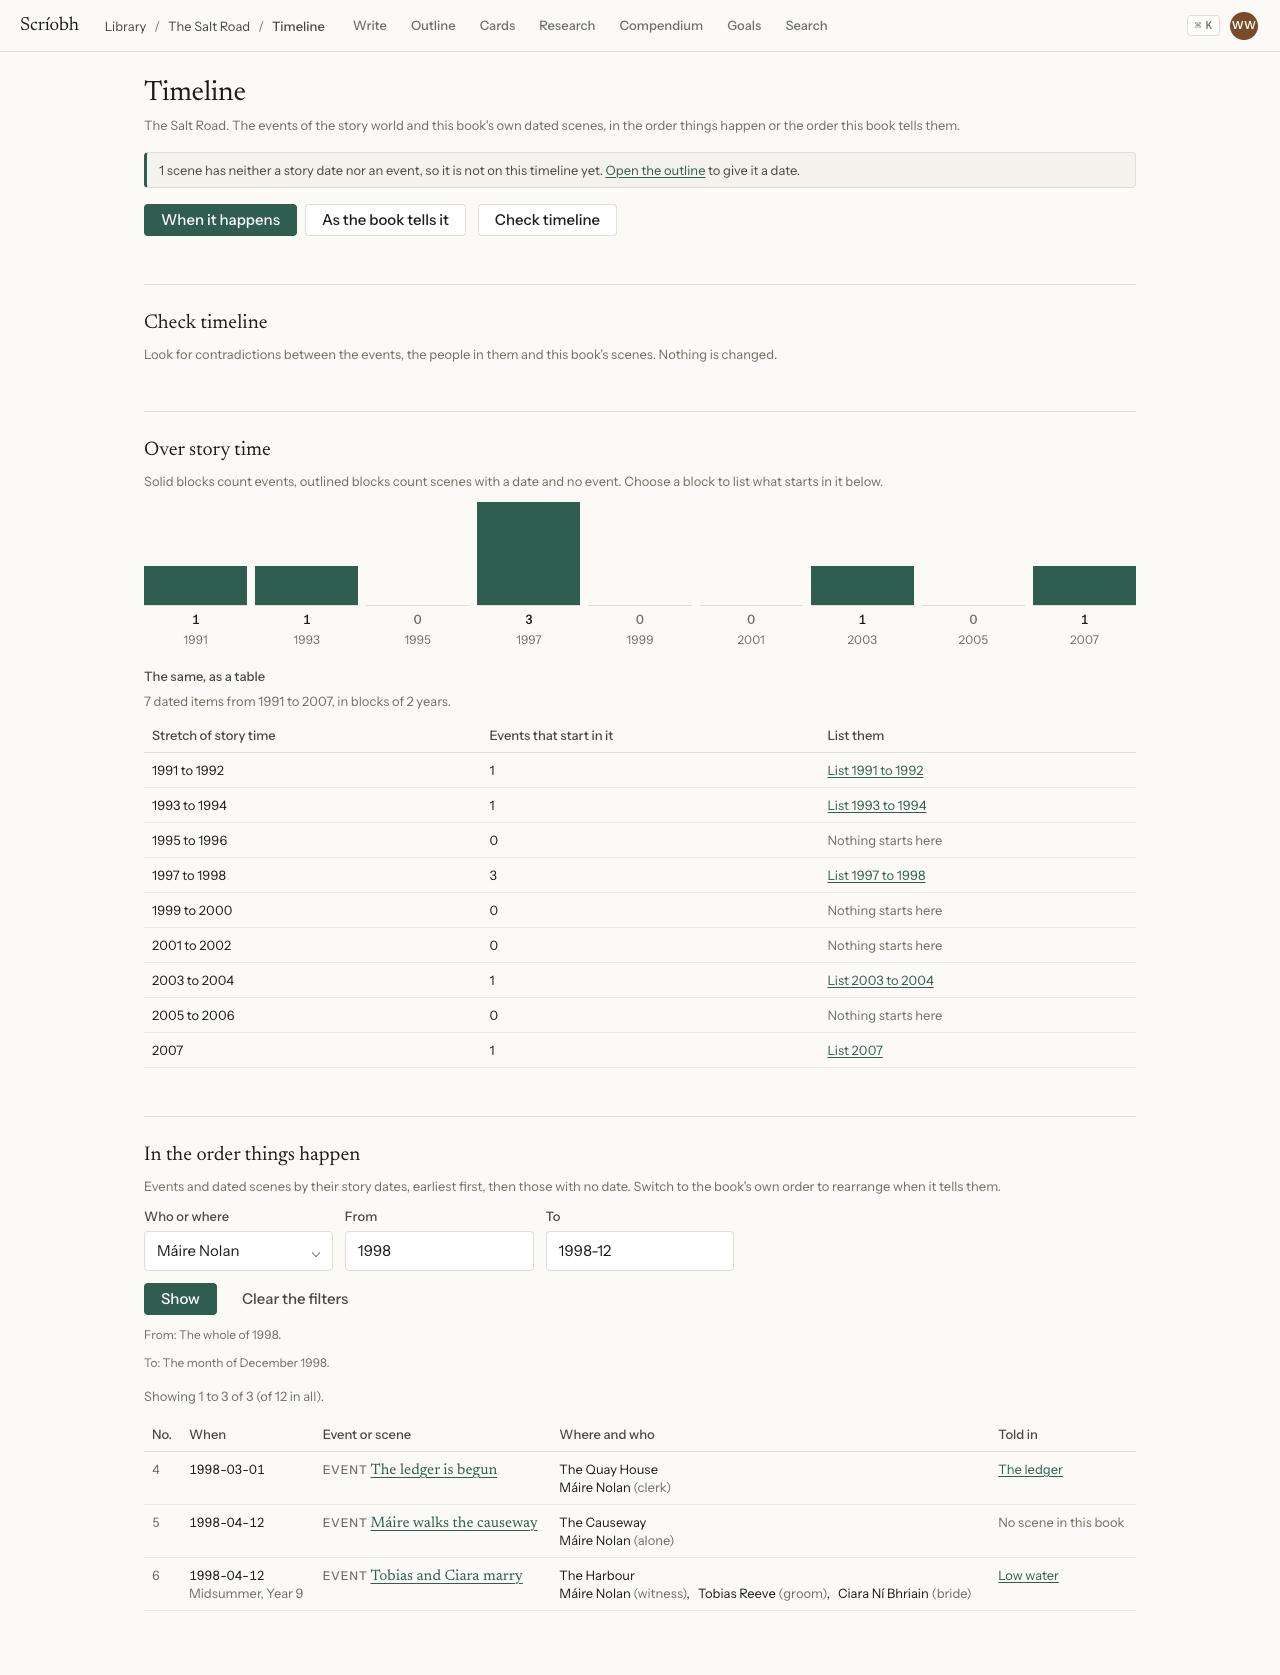 Scríobh
Library / The Salt Road / Timeline
Write
Outline
Cards
Research
Compendium
Goals
Search
⌘ K
WW
Timeline
The Salt Road. The events of the story world and this book's own dated scenes, in the order things happen or the order this book tells them.
1 scene has neither a story date nor an event, so it is not on this timeline yet. Open the outline to give it a date.
When it happens
As the book tells it
Check timeline
Check timeline
Look for contradictions between the events, the people in them and this book's scenes. Nothing is changed.
Over story time
Solid blocks count events, outlined blocks count scenes with a date and no event. Choose a block to list what starts in it below.
1 1 0 3 0 0 1 0 1
1991 1993 1995 1997 1999 2001 2003 2005 2007
The same, as a table
7 dated items from 1991 to 2007, in blocks of 2 years.
Stretch of story time Events that start in it List them
1991 to 1992 1 List 1991 to 1992
1993 to 1994 1 List 1993 to 1994
1995 to 1996 0 Nothing starts here
1997 to 1998 3 List 1997 to 1998
1999 to 2000 0 Nothing starts here
2001 to 2002 0 Nothing starts here
2003 to 2004 1 List 2003 to 2004
2005 to 2006 0 Nothing starts here
2007 1 List 2007
In the order things happen
Events and dated scenes by their story dates, earliest first, then those with no date. Switch to the book's own order to rearrange when it tells them.
Who or where From To
Máire Nolan 1998 1998-12
Show Clear the filters
From: The whole of 1998.
To: The month of December 1998.
Showing 1 to 3 of 3 (of 12 in all).
No. When Event or scene Where and who Told in
4 1998-03-01 EVENT The ledger is begun The Quay House The ledger
Máire Nolan (clerk)
5 1998-04-12 EVENT Máire walks the causeway The Causeway No scene in this book
Máire Nolan (alone)
6 1998-04-12 EVENT Tobias and Ciara marry The Harbour Low water
Midsummer, Year 9 Máire Nolan (witness), Tobias Reeve (groom), Ciara Ní Bhriain (bride)